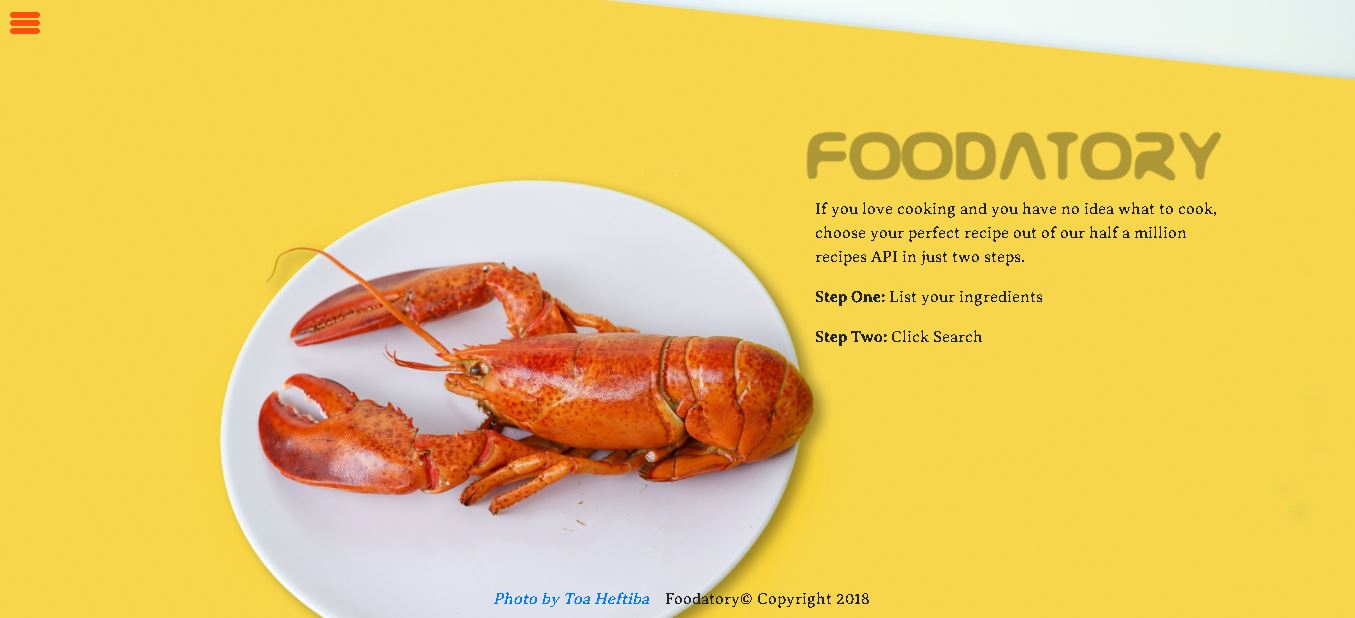 FOODATORY
If you love cooking and you have no idea what to cook,
choose your perfect recipe out of our half a million
recipes API in just two steps.
Step One: List your ingredients
Step Two: Click Search
Photo by Toa Heftiba Foodatory© Copyright 2018